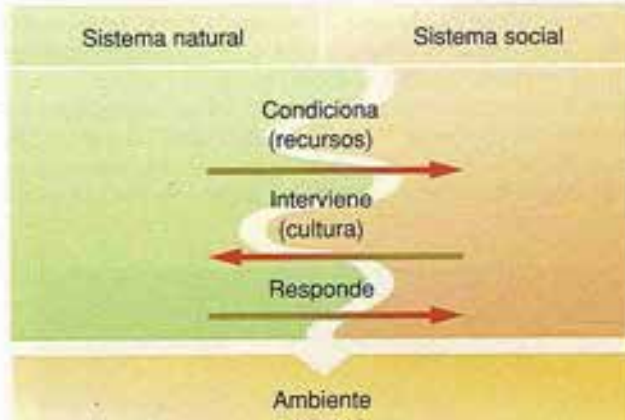 Sistema natural
Sistema social
Condiciona
(recursos)
Interviene
(cultura)
Responde
Ambiente